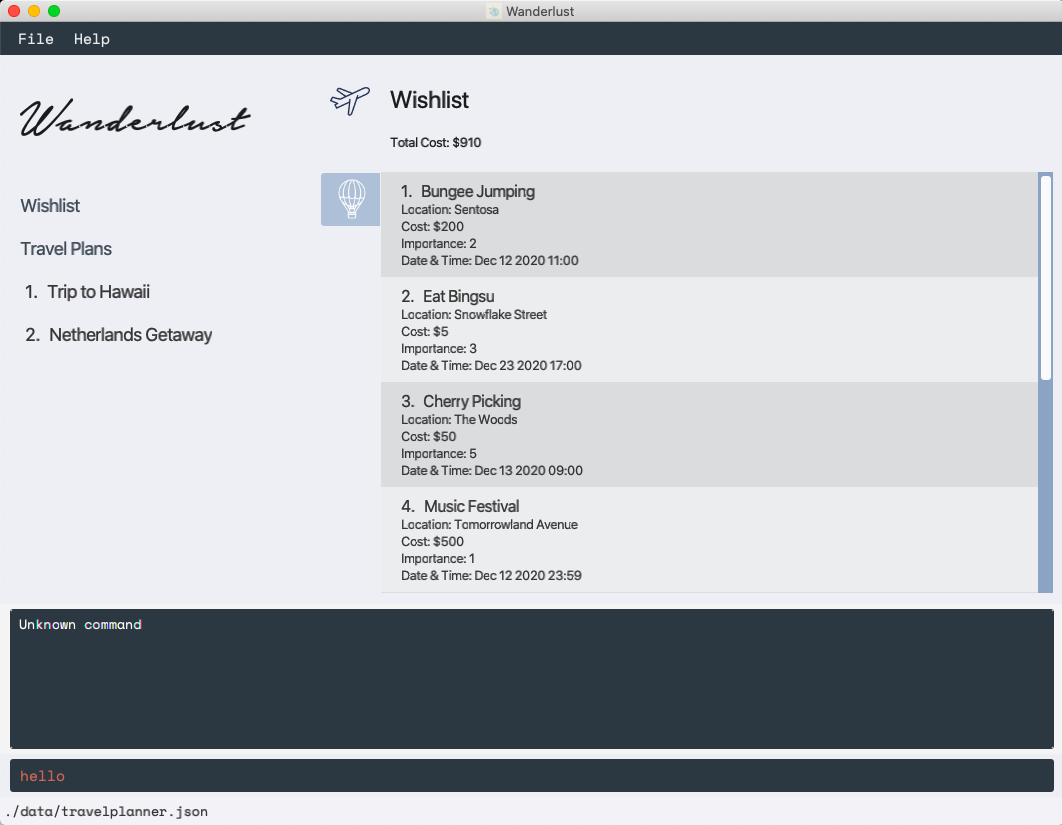 Wanderlust
File Help
Wanderlust
Wishlist
Total Cost: $910
Wishlist
Travel Plans
1. Trip to Hawaii
2. Netherlands Getaway
1. Bungee Jumping
Location: Sentosa
Cost: $200
Importance: 2
Date & Time: Dec 12 2020 11:00
2. Eat Bingsu
Location: Snowflake Street
Cost: $5
Importance: 3
Date & Time: Dec 23 2020 17:00
3. Cherry Picking
Location: The Woods
Cost: $50
Importance: 5
Date & Time: Dec 13 2020 09:00
4. Music Festival
Location: Tomorrowland Avenue
Cost: $500
Importance: 1
Date & Time: Dec 12 2020 23:59
Unknown command
hello
./data/travelplanner.json